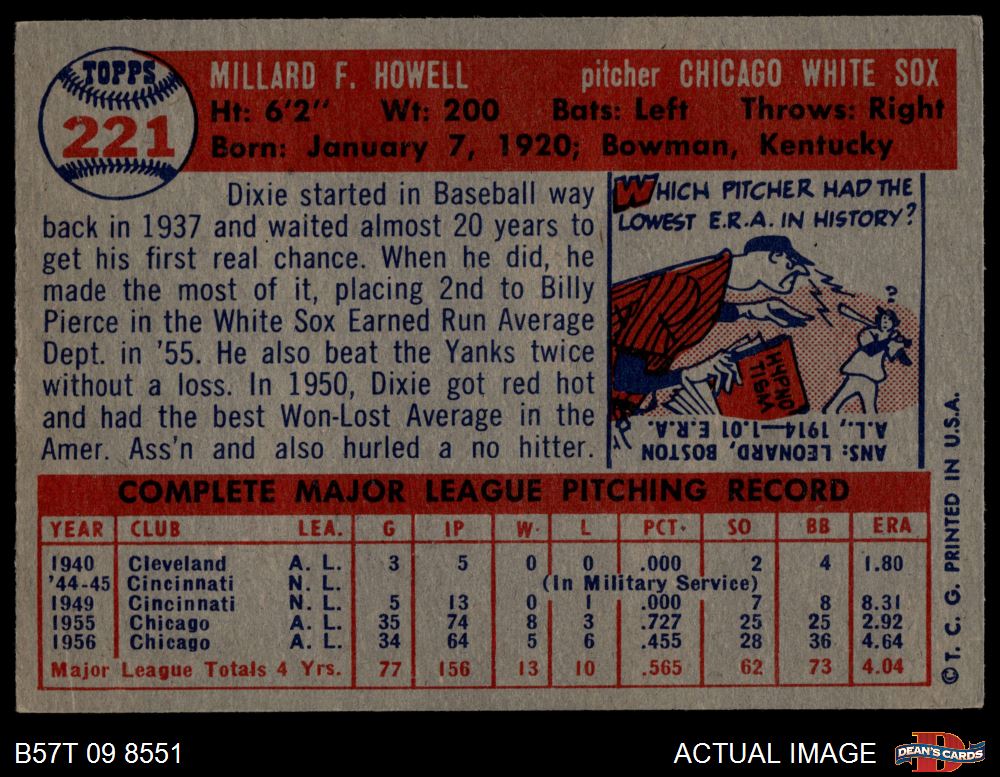 TOPPS
221
MILLARD F. HOWELL pitcher CHICAGO WHITE SOX
Ht: 6'2" Wt: 200 Bats: Left Throws: Right
Born: January 7, 1920; Bowman, Kentucky
Dixie started in Baseball way
back in 1937 and waited almost 20 years to
get his first real chance. When he did, he
made the most of it, placing 2nd to Billy
Pierce in the White Sox Earned Run Average
Dept. in '55. He also beat the Yanks twice
without a loss. In 1950, Dixie got red hot
and had the best Won-Lost Average in the
Amer. Ass'n and also hurled a no hitter.
WHICH PITCHER HAD THE
LOWEST E.R.A. IN HISTORY?
?
HYPNO
TISM
ANS: LEONARD, BOSTON
A.L., 1914—1.01 E.R.A.
COMPLETE MAJOR LEAGUE PITCHING RECORD
YEAR CLUB LEA. G IP W. L PCT. SO BB ERA
1940 Cleveland A. L. 3 5 0 0 .000 2 4 1.80
'44-45 Cincinnati N. L. (In Military Service)
1949 Cincinnati N. L. 5 13 0 1 .000 7 8 8.31
1955 Chicago A. L. 35 74 8 3 .727 25 25 2.92
1956 Chicago A. L. 34 64 5 6 .455 28 36 4.64
Major League Totals 4 Yrs. 77 156 13 10 .565 62 73 4.04
© T. C. G. PRINTED IN U.S.A.
B57T 09 8551 ACTUAL IMAGE
D
DEAN'S CARDS